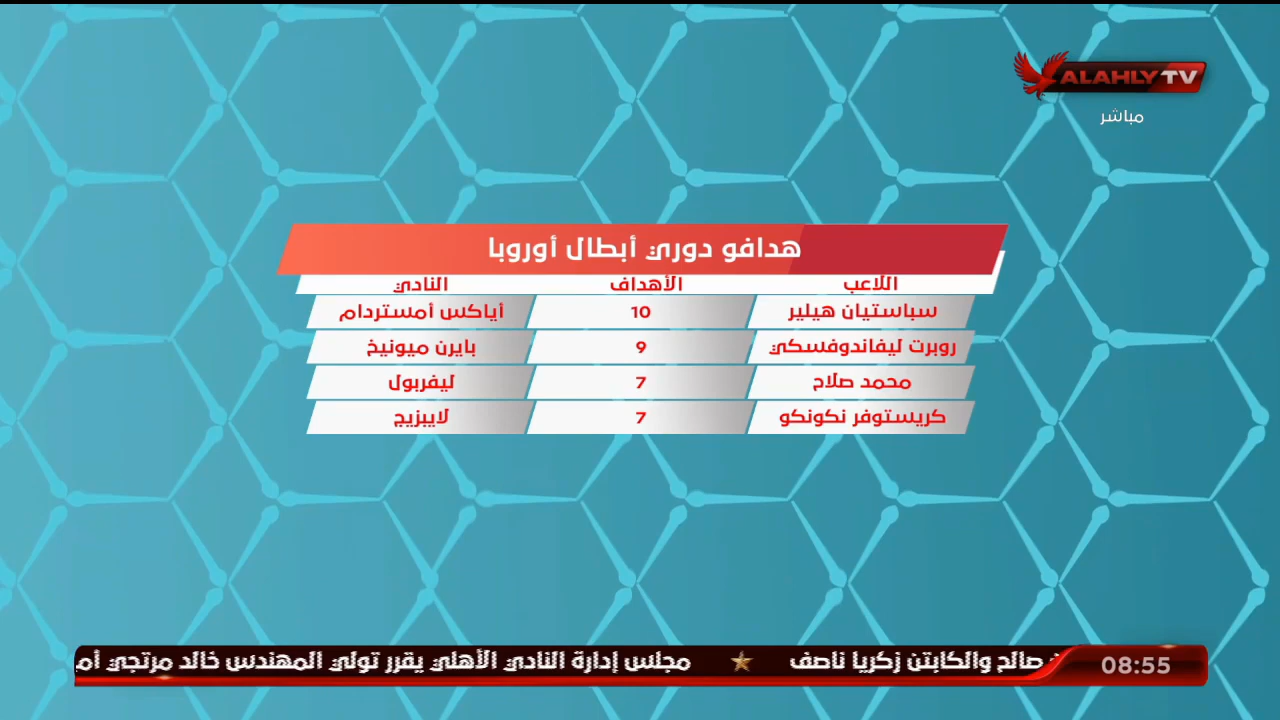 ALAHLY TV
مباشر
هدافو دوري أبطال أوروبا
اللاعب الأهداف النادي
سباستيان هيلير 10 أياكس أمستردام
روبرت ليفاندوفسكي 9 بايرن ميونيخ
محمد صلاح 7 ليفربول
كريستوفر نكونكو 7 لايبزيج
08:55 صالح والكابتن زكريا ناصف ★ مجلس إدارة النادي الأهلي يقرر تولي المهندس خالد مرتجي